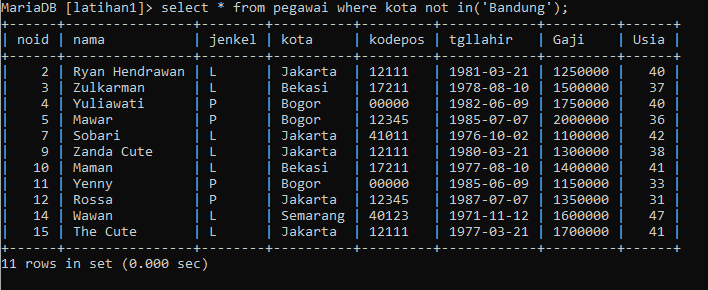 MariaDB [latihan1]> select * from pegawai where kota not in('Bandung');
+------+----------------+--------+----------+---------+------------+---------+------+
| noid | nama           | jenkel | kota     | kodepos | tgllahir   | Gaji    | Usia |
+------+----------------+--------+----------+---------+------------+---------+------+
|    2 | Ryan Hendrawan | L      | Jakarta  | 12111   | 1981-03-21 | 1250000 |   40 |
|    3 | Zulkarman      | L      | Bekasi   | 17211   | 1978-08-10 | 1500000 |   37 |
|    4 | Yuliawati      | P      | Bogor    | 00000   | 1982-06-09 | 1750000 |   40 |
|    5 | Mawar          | P      | Bogor    | 12345   | 1985-07-07 | 2000000 |   36 |
|    7 | Sobari         | L      | Jakarta  | 41011   | 1976-10-02 | 1100000 |   42 |
|    9 | Zanda Cute     | L      | Jakarta  | 12111   | 1980-03-21 | 1300000 |   38 |
|   10 | Maman          | L      | Bekasi   | 17211   | 1977-08-10 | 1400000 |   41 |
|   11 | Yenny          | P      | Bogor    | 00000   | 1985-06-09 | 1150000 |   33 |
|   12 | Rossa          | P      | Jakarta  | 12345   | 1987-07-07 | 1350000 |   31 |
|   14 | Wawan          | L      | Semarang | 40123   | 1971-11-12 | 1600000 |   47 |
|   15 | The Cute       | L      | Jakarta  | 12111   | 1977-03-21 | 1700000 |   41 |
+------+----------------+--------+----------+---------+------------+---------+------+
11 rows in set (0.000 sec)